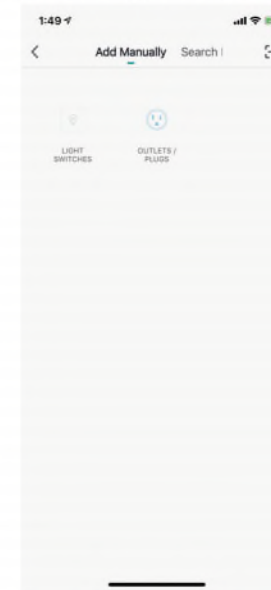 1:49
Add Manually Search
LIGHT
SWITCHES
OUTLETS /
PLUGS